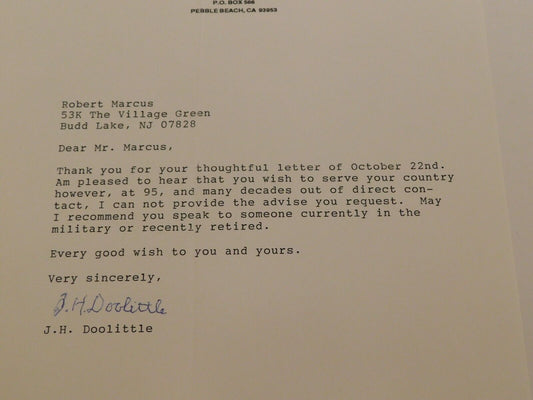 P.O. BOX 566
PEBBLE BEACH, CA 93953
Robert Marcus
53K The Village Green
Budd Lake, NJ 07828
Dear Mr. Marcus,
Thank you for your thoughtful letter of October 22nd.
Am pleased to hear that you wish to serve your country
however, at 95, and many decades out of direct con-
tact, I can not provide the advise you request.  May
I recommend you speak to someone currently in the
military or recently retired.
Every good wish to you and yours.
Very sincerely,
J.H.Doolittle
J.H. Doolittle